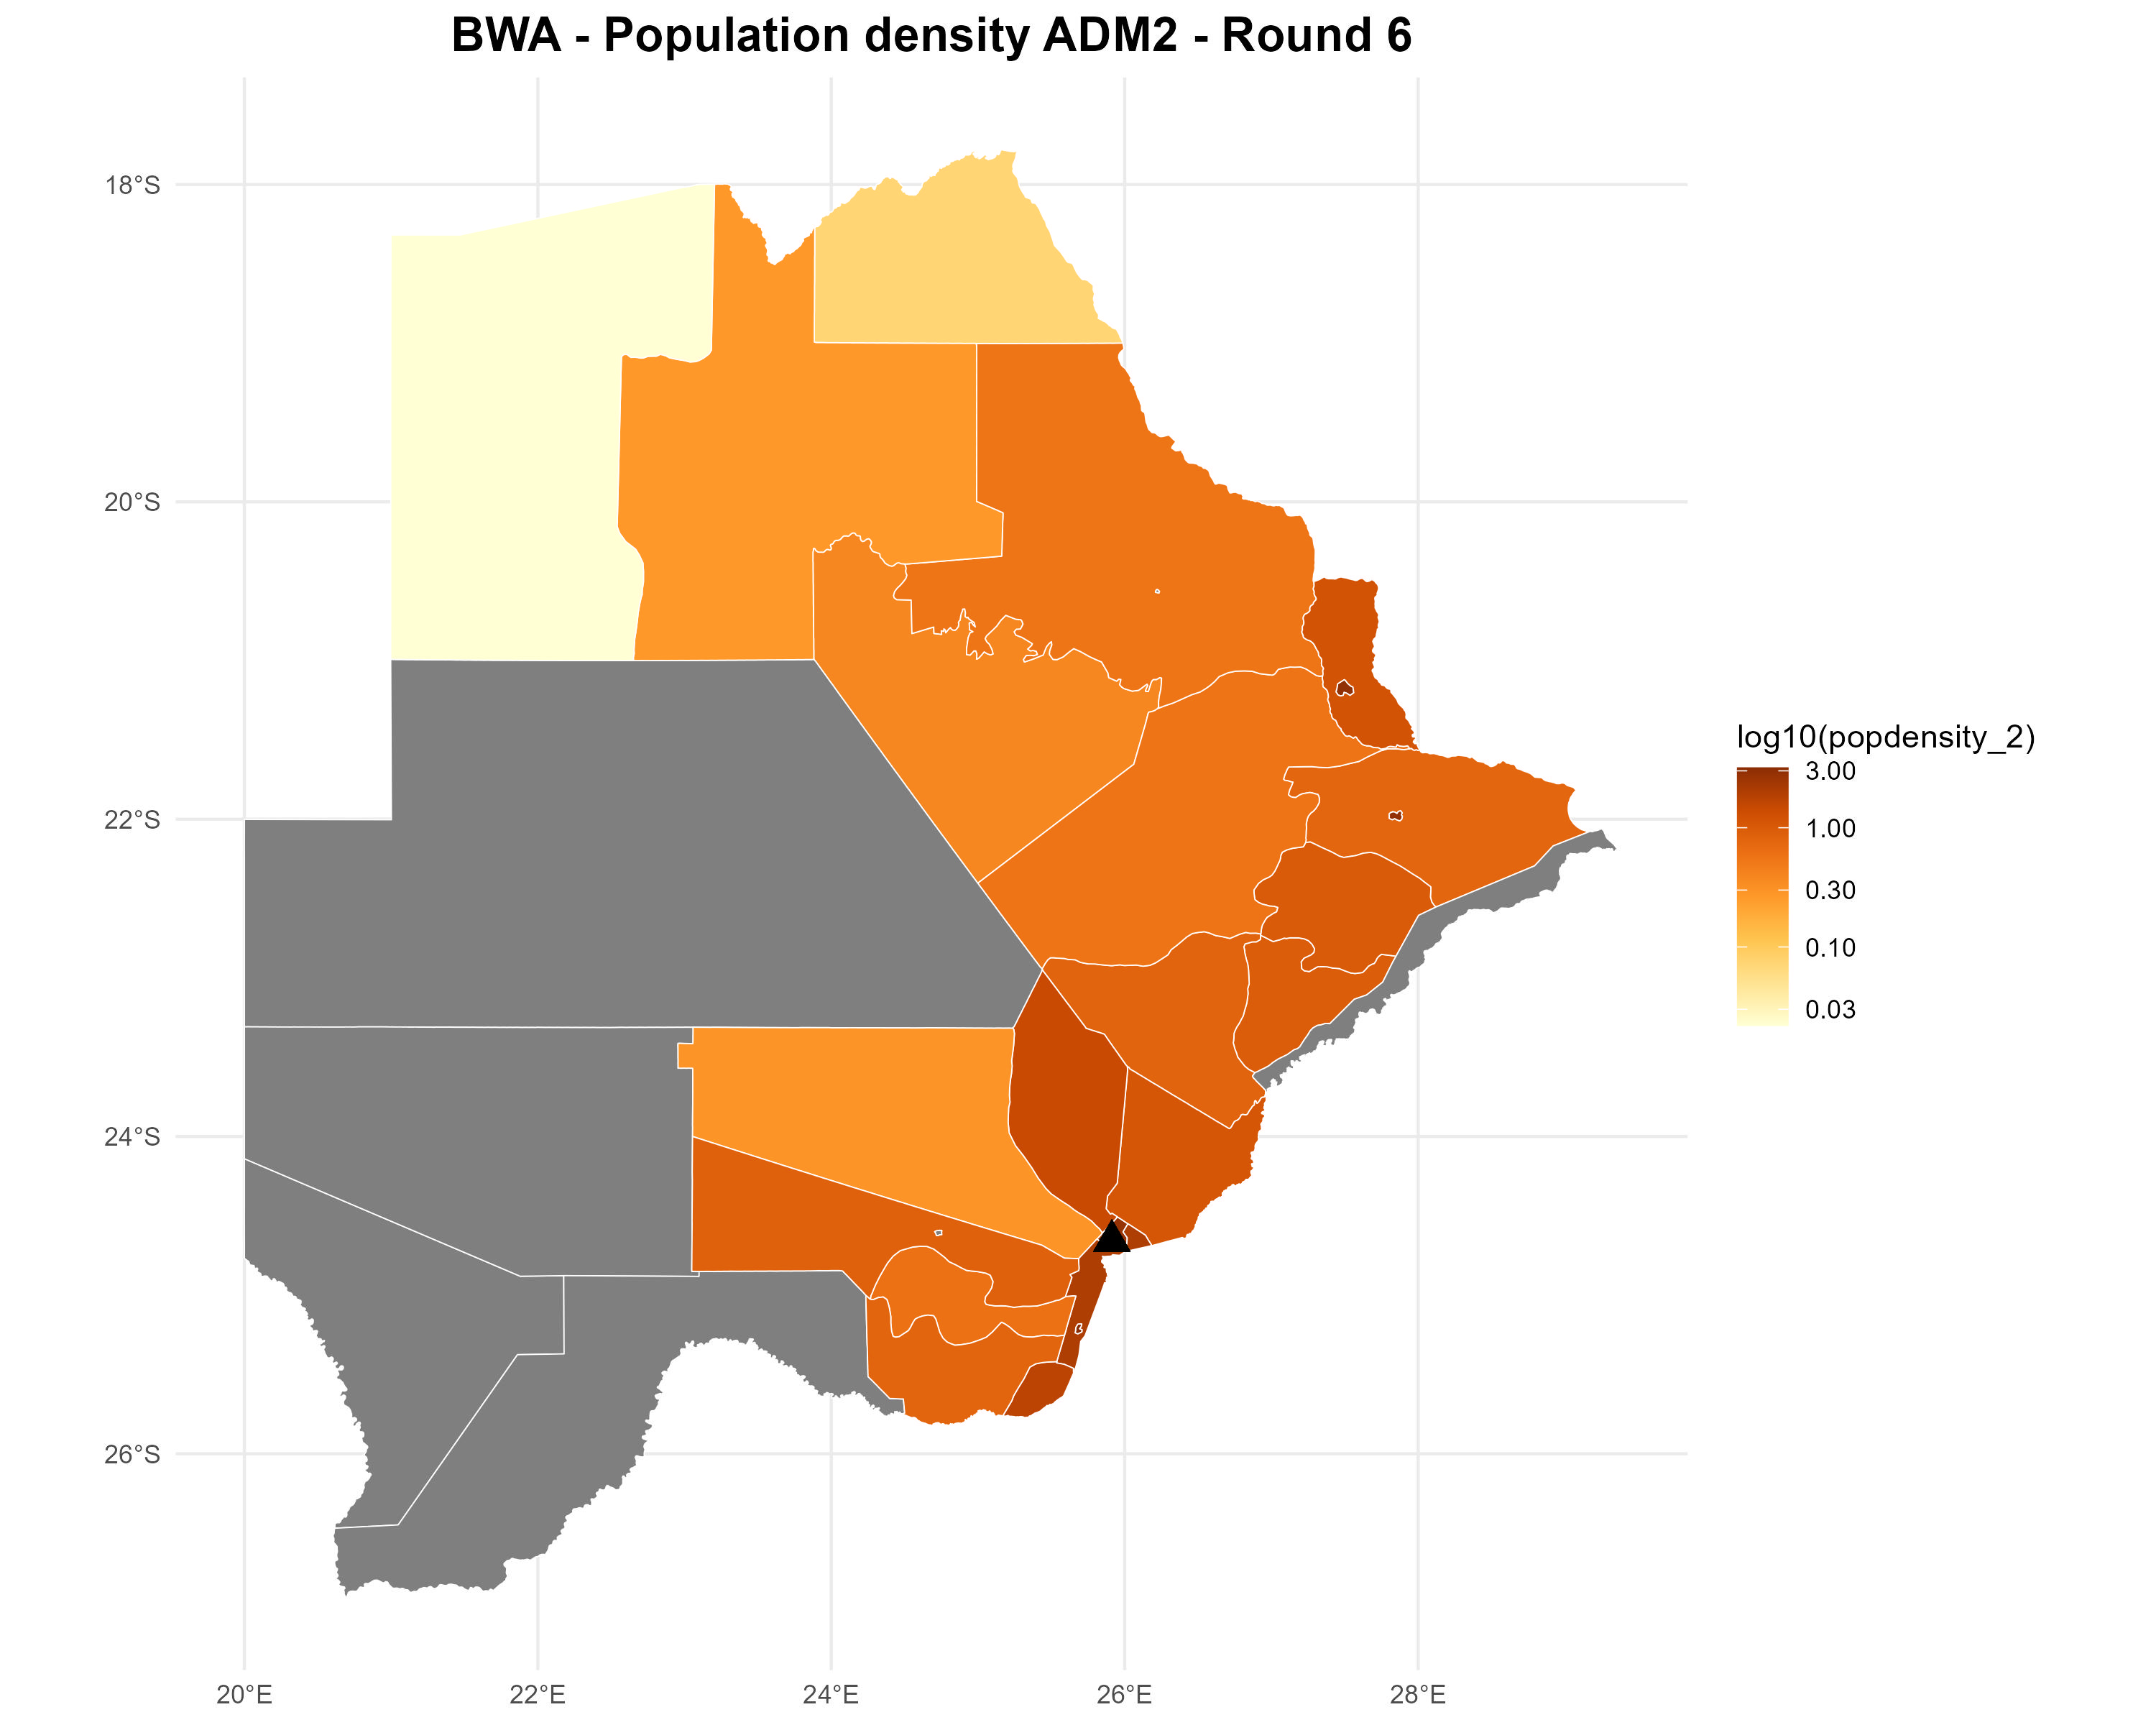 BWA - Population density ADM2 - Round 6
18°S
20°S
22°S
24°S
26°S
20°E
22°E
24°E
26°E
28°E
log10(popdensity_2)
3.00
1.00
0.30
0.10
0.03